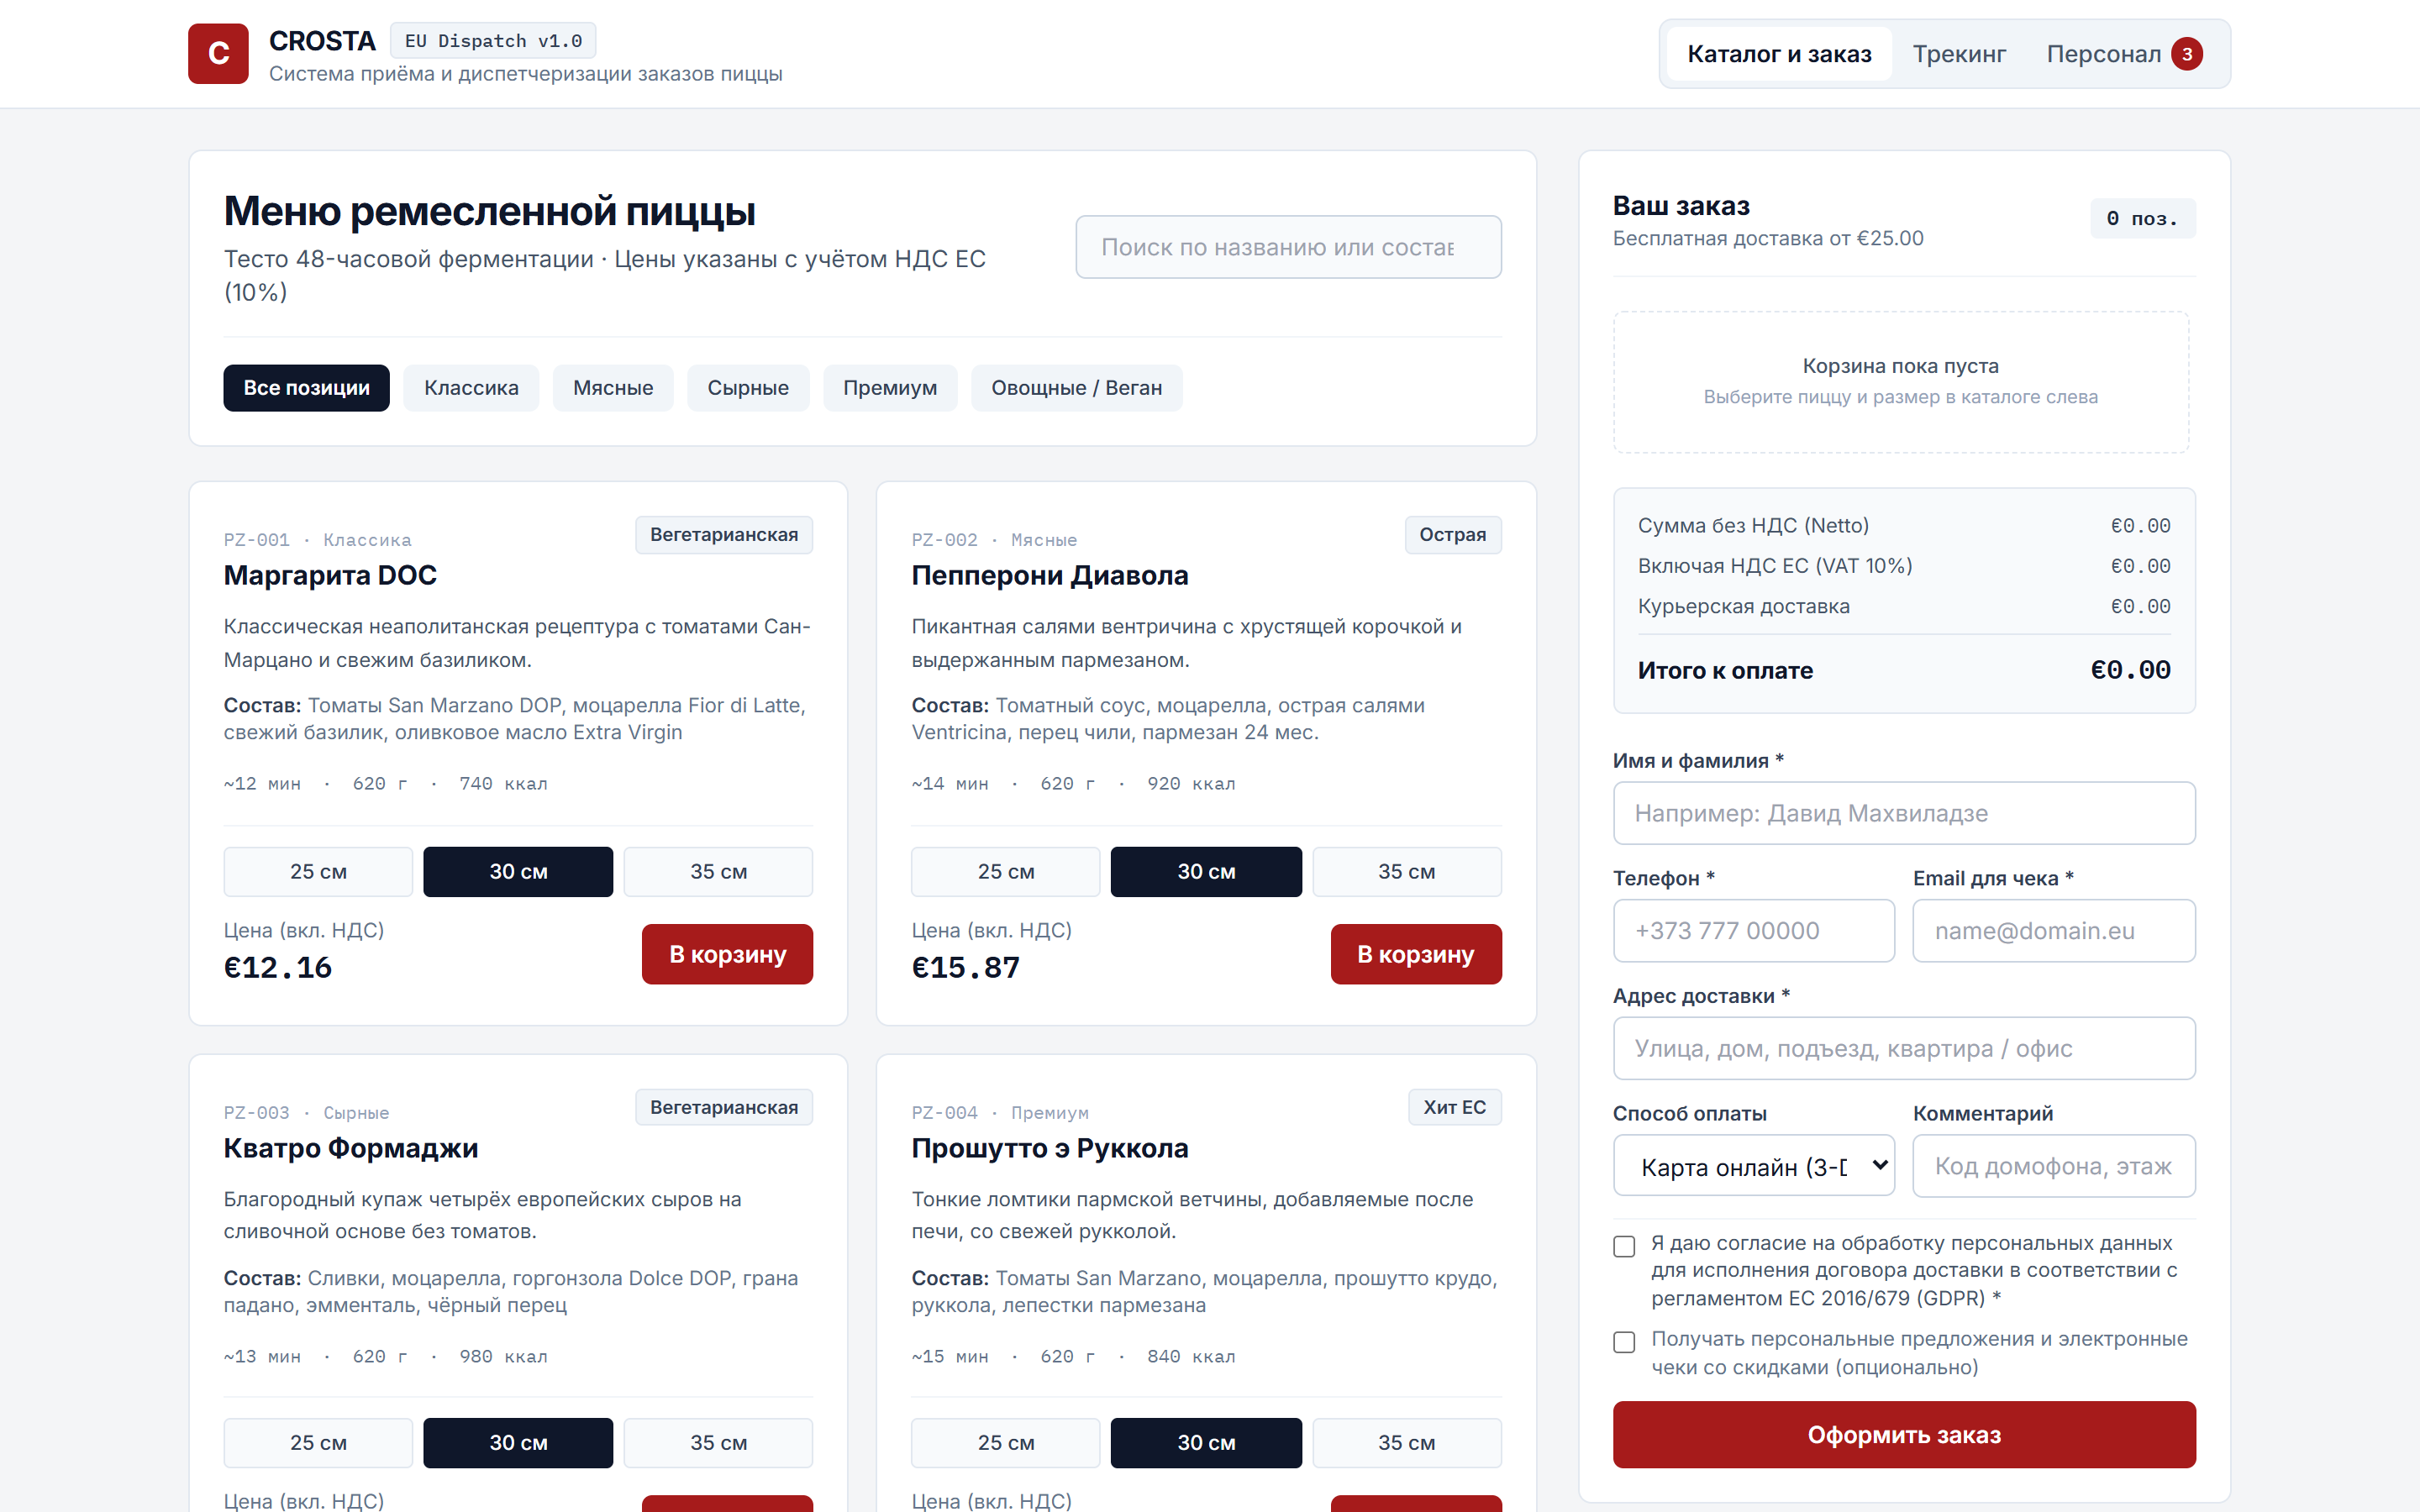 C
CROSTA
EU Dispatch v1.0
Система приёма и диспетчеризации заказов пиццы
Каталог и заказ
Трекинг
Персонал 3
Меню ремесленной пиццы
Тесто 48-часовой ферментации · Цены указаны с учётом НДС ЕС
(10%)
Поиск по названию или состав
Все позиции
Классика
Мясные
Сырные
Премиум
Овощные / Веган
PZ-001 · Классика
Вегетарианская
Маргарита DOC
Классическая неаполитанская рецептура с томатами Сан-
Марцано и свежим базиликом.
Состав: Томаты San Marzano DOP, моцарелла Fior di Latte,
свежий базилик, оливковое масло Extra Virgin
~12 мин · 620 г · 740 ккал
25 см
30 см
35 см
Цена (вкл. НДС)
€12.16
В корзину
PZ-002 · Мясные
Острая
Пепперони Диавола
Пикантная салями вентричина с хрустящей корочкой и
выдержанным пармезаном.
Состав: Томатный соус, моцарелла, острая салями
Ventricina, перец чили, пармезан 24 мес.
~14 мин · 620 г · 920 ккал
25 см
30 см
35 см
Цена (вкл. НДС)
€15.87
В корзину
PZ-003 · Сырные
Вегетарианская
Кватро Формаджи
Благородный купаж четырёх европейских сыров на
сливочной основе без томатов.
Состав: Сливки, моцарелла, горгонзола Dolce DOP, грана
падано, эмменталь, чёрный перец
~13 мин · 620 г · 980 ккал
25 см
30 см
35 см
Цена (вкл. НДС)
PZ-004 · Премиум
Хит ЕС
Прошутто э Руккола
Тонкие ломтики пармской ветчины, добавляемые после
печи, со свежей рукколой.
Состав: Томаты San Marzano, моцарелла, прошутто крудо,
руккола, лепестки пармезана
~15 мин · 620 г · 840 ккал
25 см
30 см
35 см
Цена (вкл. НДС)
Ваш заказ
Бесплатная доставка от €25.00
0 поз.
Корзина пока пуста
Выберите пиццу и размер в каталоге слева
Сумма без НДС (Netto) €0.00
Включая НДС ЕС (VAT 10%) €0.00
Курьерская доставка €0.00
Итого к оплате €0.00
Имя и фамилия *
Например: Давид Махвиладзе
Телефон *
+373 777 00000
Email для чека *
name@domain.eu
Адрес доставки *
Улица, дом, подъезд, квартира / офис
Способ оплаты
Карта онлайн (3-D
Комментарий
Код домофона, этаж
Я даю согласие на обработку персональных данных
для исполнения договора доставки в соответствии с
регламентом ЕС 2016/679 (GDPR) *
Получать персональные предложения и электронные
чеки со скидками (опционально)
Оформить заказ